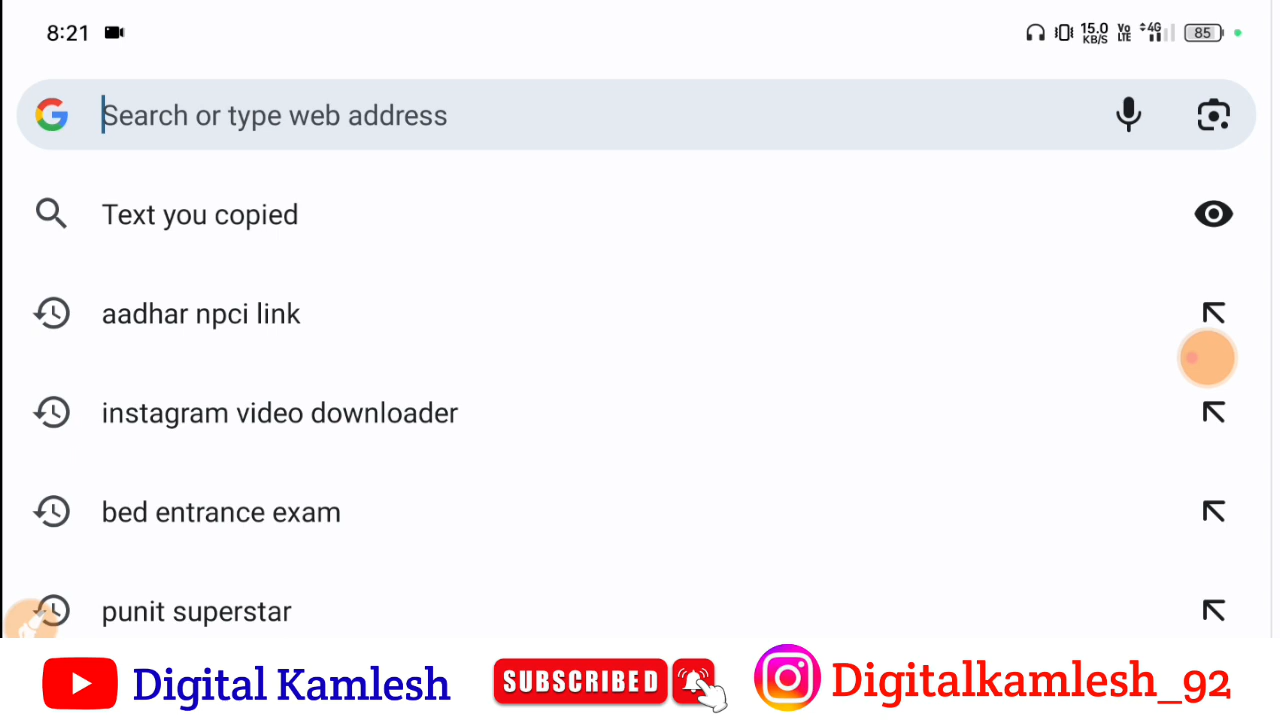 8:21 15.0 KB/S Vo LTE 4G 85
Search or type web address
Text you copied
aadhar npci link
instagram video downloader
bed entrance exam
punit superstar
Digital Kamlesh SUBSCRIBED Digitalkamlesh_92